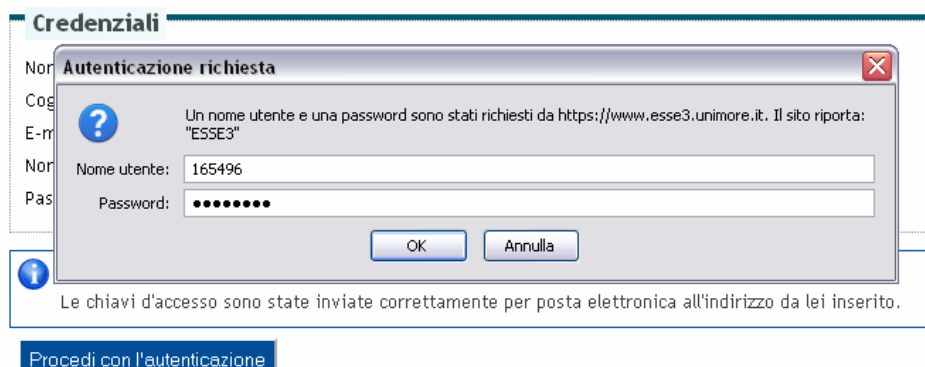 Credenziali
Autenticazione richiesta
Un nome utente e una password sono stati richiesti da https://www.esse3.unimore.it. Il sito riporta:
"ESSE3"
Nome utente: 165496
Password: ●●●●●●●●
OK Annulla
Le chiavi d'accesso sono state inviate correttamente per posta elettronica all'indirizzo da lei inserito.
Procedi con l'autenticazione